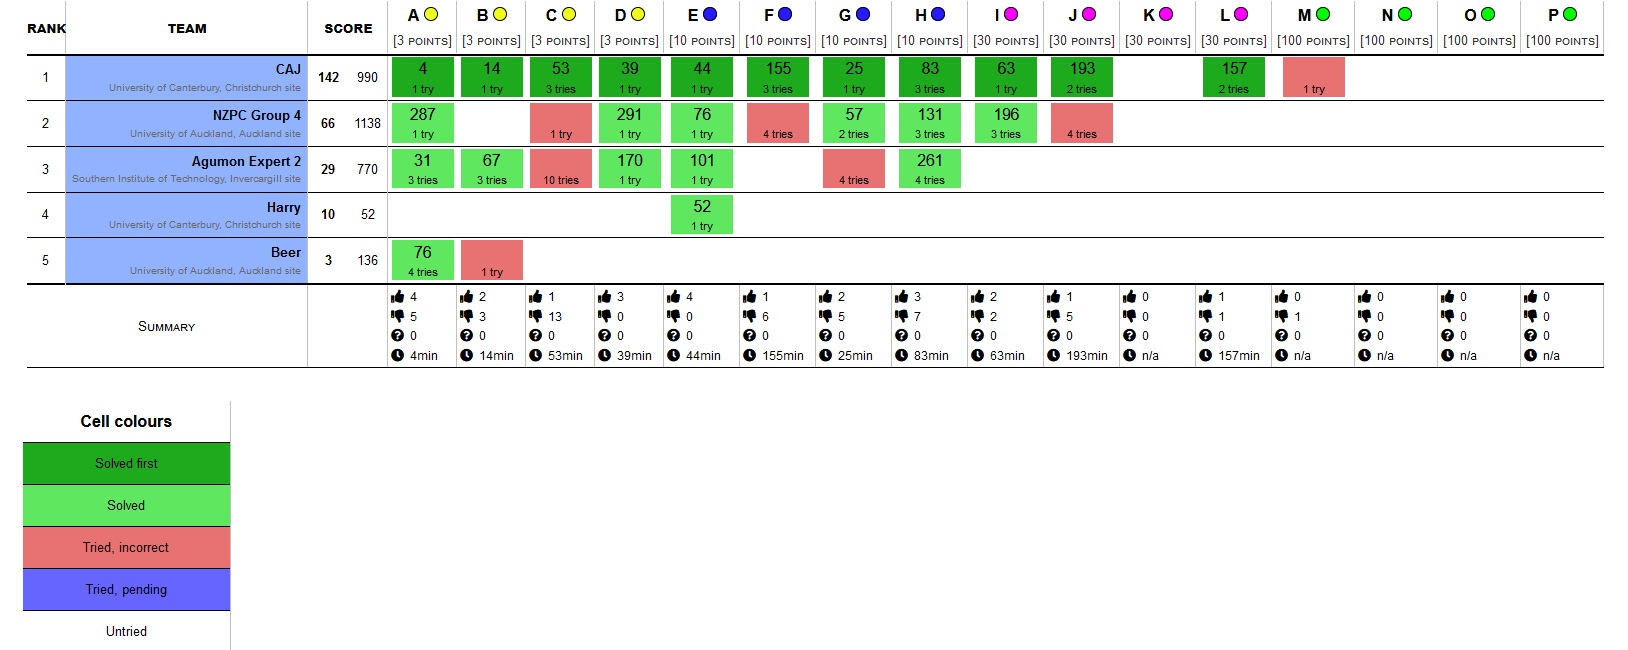 RANK TEAM SCORE A B C D E F G H I J K L M N O P
[3 POINTS] [3 POINTS] [3 POINTS] [3 POINTS] [10 POINTS] [10 POINTS] [10 POINTS] [10 POINTS] [30 POINTS] [30 POINTS] [30 POINTS] [30 POINTS] [100 POINTS] [100 POINTS] [100 POINTS] [100 POINTS]
1 CAJ 142 990 4 14 53 39 44 155 25 83 63 193 157
University of Canterbury, Christchurch site 1 try 1 try 3 tries 1 try 1 try 3 tries 1 try 3 tries 1 try 2 tries 2 tries 1 try
2 NZPC Group 4 66 1138 287 291 76 57 131 196
University of Auckland, Auckland site 1 try 1 try 1 try 1 try 4 tries 2 tries 3 tries 3 tries 4 tries
3 Agumon Expert 2 29 770 31 67 170 101 261
Southern Institute of Technology, Invercargill site 3 tries 3 tries 10 tries 1 try 1 try 4 tries 4 tries
4 Harry 10 52 52
University of Canterbury, Christchurch site 1 try
5 Beer 3 136 76
University of Auckland, Auckland site 4 tries 1 try
4 2 1 3 4 1 2 3 2 1 0 1 0 0 0 0
SUMMARY 5 3 13 0 0 6 5 7 2 5 0 1 1 0 0 0
0 0 0 0 0 0 0 0 0 0 0 0 0 0 0 0
4min 14min 53min 39min 44min 155min 25min 83min 63min 193min n/a 157min n/a n/a n/a n/a
Cell colours
Solved first
Solved
Tried, incorrect
Tried, pending
Untried